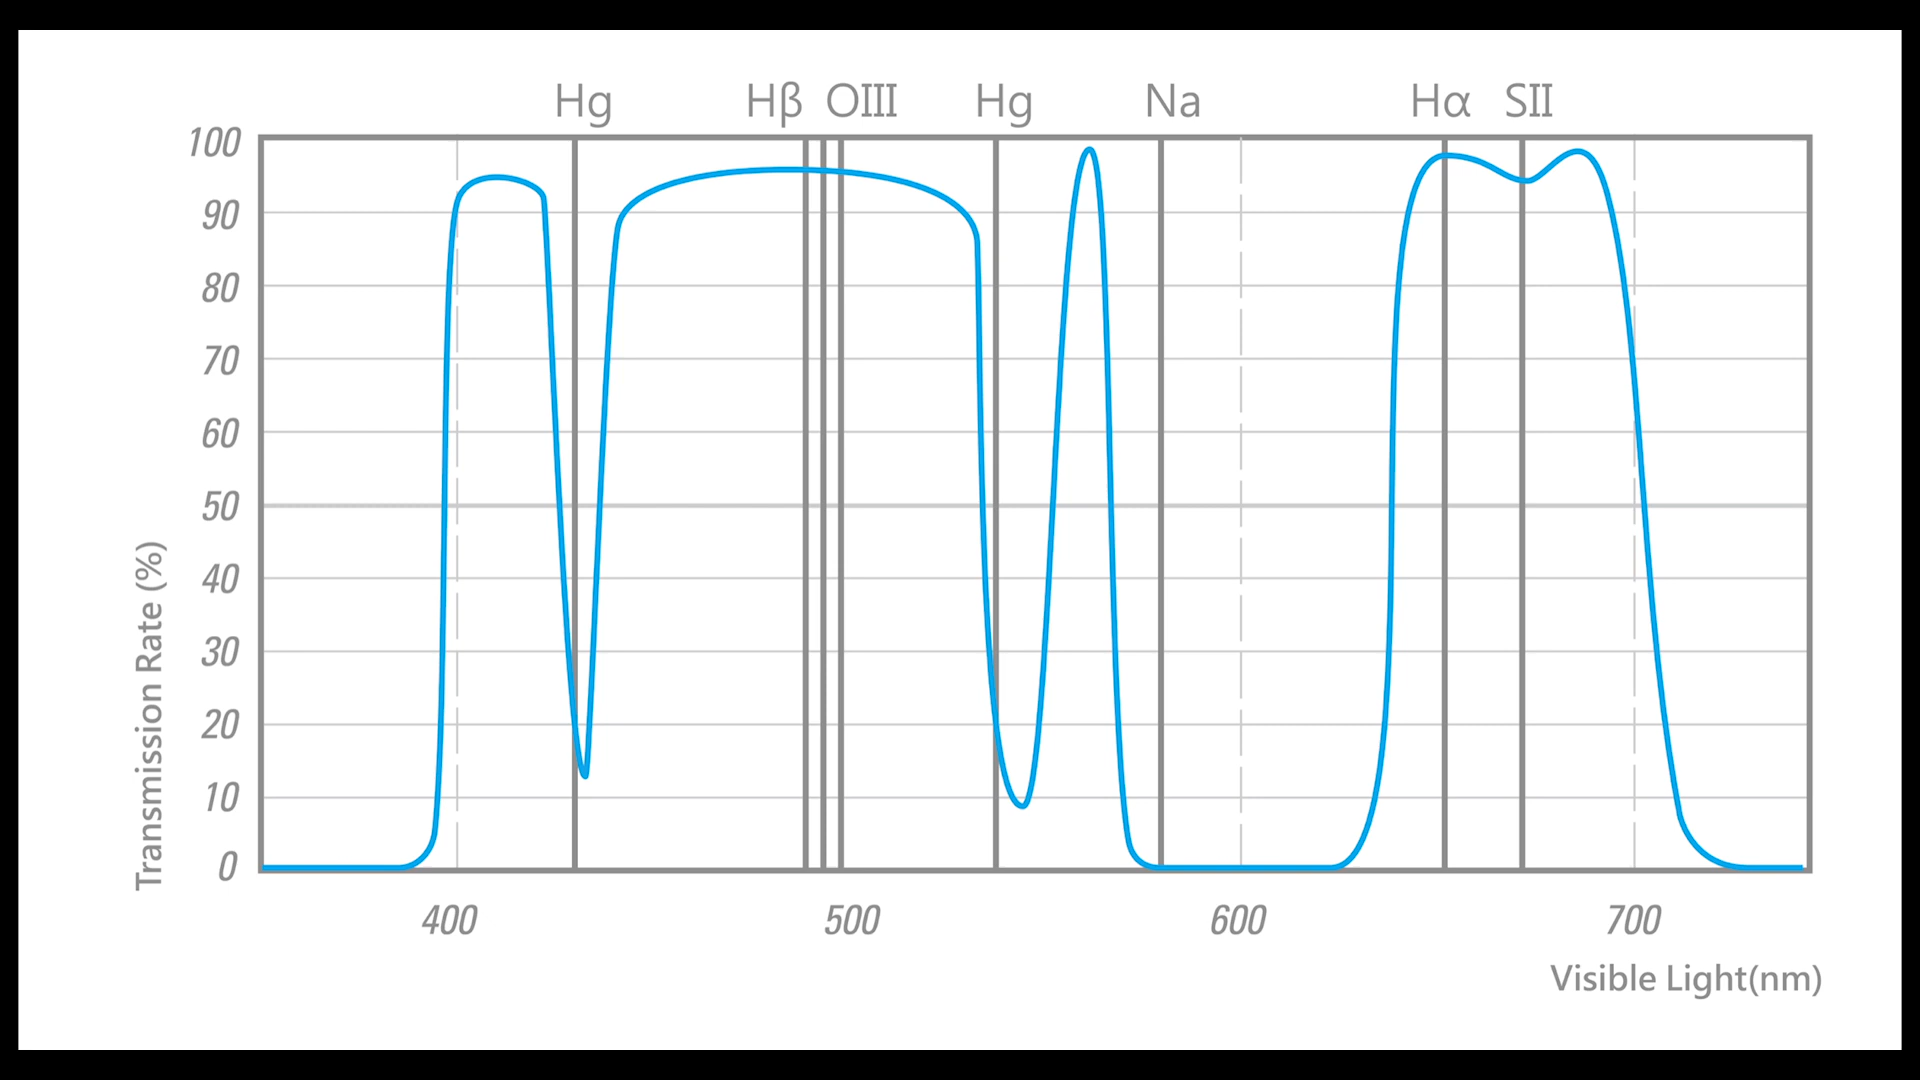 Hg Hβ OIII Hg Na Hα SII
100
90
80
70
60
50
40
30
20
10
0
Transmission Rate (%)
400 500 600 700
Visible Light(nm)